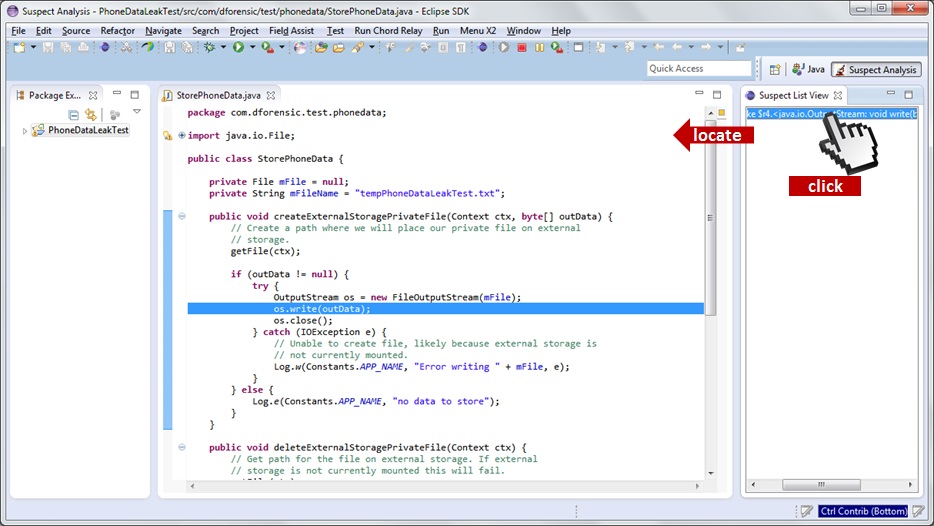 Suspect Analysis - PhoneDataLeakTest/src/com/dforensic/test/phonedata/StorePhoneData.java - Eclipse SDK
File Edit Source Refactor Navigate Search Project Field Assist Test Run Chord Relay Run Menu X2 Window Help
Quick Access
Java
Suspect Analysis
Package Ex...
PhoneDataLeakTest
StorePhoneData.java
package com.dforensic.test.phonedata;
import java.io.File;
public class StorePhoneData {
private File mFile = null;
private String mFileName = "tempPhoneDataLeakTest.txt";
public void createExternalStoragePrivateFile(Context ctx, byte[] outData) {
// Create a path where we will place our private file on external
// storage.
getFile(ctx);
if (outData != null) {
try {
OutputStream os = new FileOutputStream(mFile);
os.write(outData);
os.close();
} catch (IOException e) {
// Unable to create file, likely because external storage is
// not currently mounted.
Log.w(Constants.APP_NAME, "Error writing " + mFile, e);
}
} else {
Log.e(Constants.APP_NAME, "no data to store");
}
}
public void deleteExternalStoragePrivateFile(Context ctx) {
// Get path for the file on external storage. If external
// storage is not currently mounted this will fail.
Suspect List View
ke $r4.<java.io.OutputStream: void write(b
locate
click
Ctrl Contrib (Bottom)